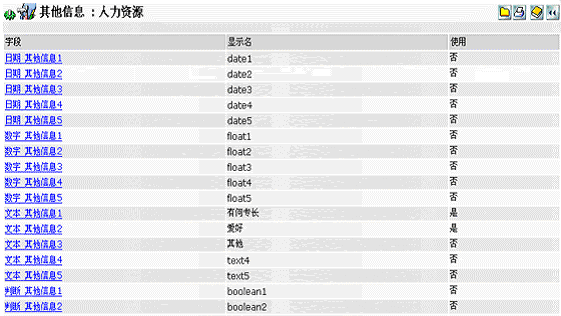 其他信息 : 人力资源
字段 显示名 使用
日期 其他信息1 date1 否
日期 其他信息2 date2 否
日期 其他信息3 date3 否
日期 其他信息4 date4 否
日期 其他信息5 date5 否
数字 其他信息1 float1 否
数字 其他信息2 float2 否
数字 其他信息3 float3 否
数字 其他信息4 float4 否
数字 其他信息5 float5 否
文本 其他信息1 有何专长 是
文本 其他信息2 爱好 是
文本 其他信息3 其他 否
文本 其他信息4 text4 否
文本 其他信息5 text5 否
判断 其他信息1 boolean1 否
判断 其他信息2 boolean2 否